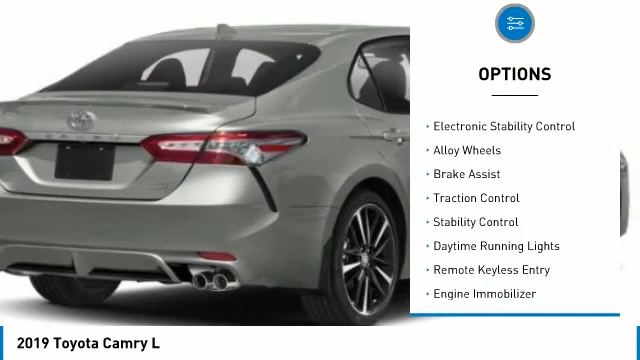 OPTIONS
• Electronic Stability Control
• Alloy Wheels
• Brake Assist
• Traction Control
• Stability Control
• Daytime Running Lights
• Remote Keyless Entry
• Engine Immobilizer
2019 Toyota Camry L